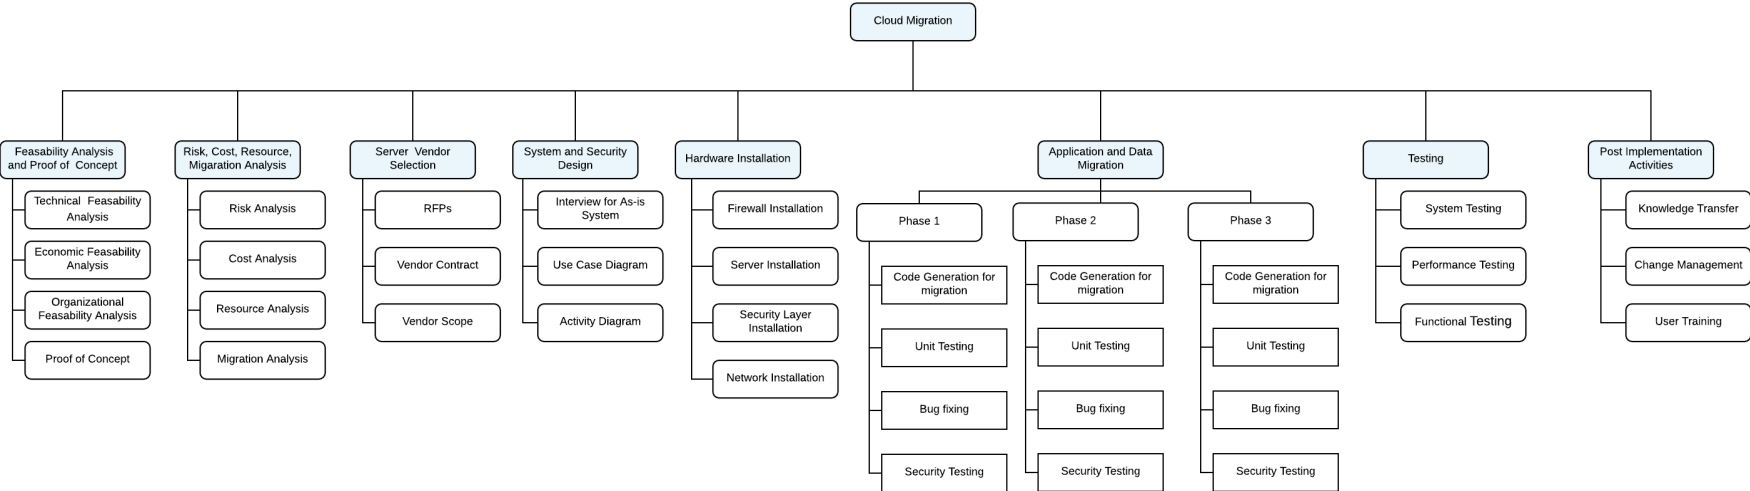 Cloud Migration
Feasability Analysis
and Proof of Concept
Technical Feasability
Analysis
Economic Feasability
Analysis
Organizational
Feasability Analysis
Proof of Concept
Risk, Cost, Resource,
Migaration Analysis
Risk Analysis
Cost Analysis
Resource Analysis
Migration Analysis
Server Vendor
Selection
RFPs
Vendor Contract
Vendor Scope
System and Security
Design
Interview for As-is
System
Use Case Diagram
Activity Diagram
Hardware Installation
Firewall Installation
Server Installation
Security Layer
Installation
Network Installation
Application and Data
Migration
Phase 1
Code Generation for
migration
Unit Testing
Bug fixing
Security Testing
Phase 2
Code Generation for
migration
Unit Testing
Bug fixing
Security Testing
Phase 3
Code Generation for
migration
Unit Testing
Bug fixing
Security Testing
Testing
System Testing
Performance Testing
Functional Testing
Post Implementation
Activities
Knowledge Transfer
Change Management
User Training